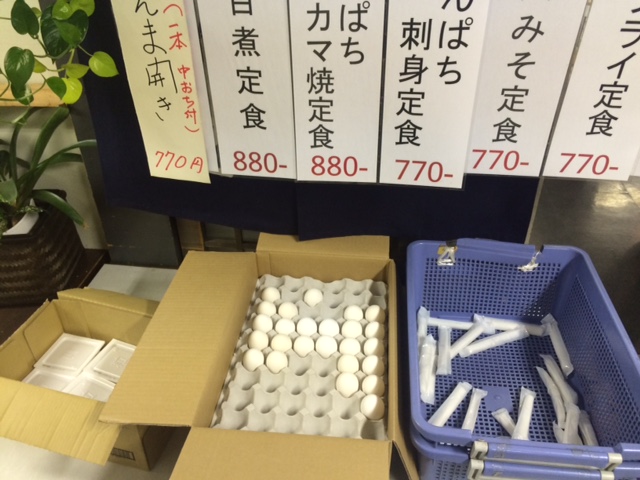 (一本
中おち付)
んま開き
770円
煮定食
880-
ぱち
カマ焼定食
880-
んぱち
刺身定食
770-
みそ定食
770-
ライ定食
770-